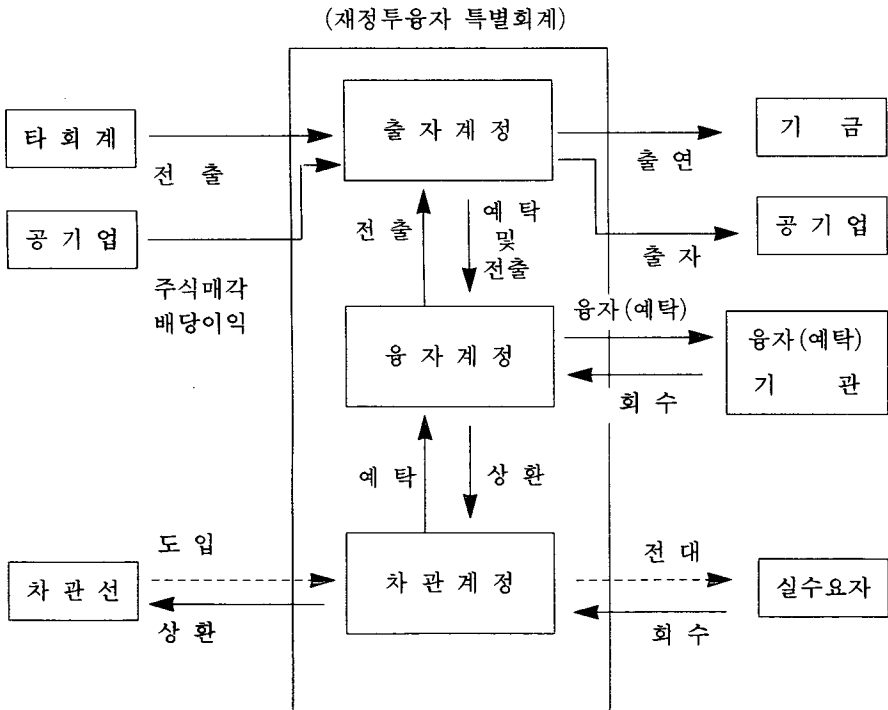 (재정투융자 특별회계)
타 회 계
전 출
출 자 계 정
출 연
기 금
공 기 업
주식매각
배당이익
전 출
예 탁
및
전출
출 자
공 기 업
융 자 계 정
융자(예탁)
회 수
융자(예탁)
기 관
예 탁
상 환
차 관 선
도 입
상 환
차 관 계 정
전 대
회 수
실수요자